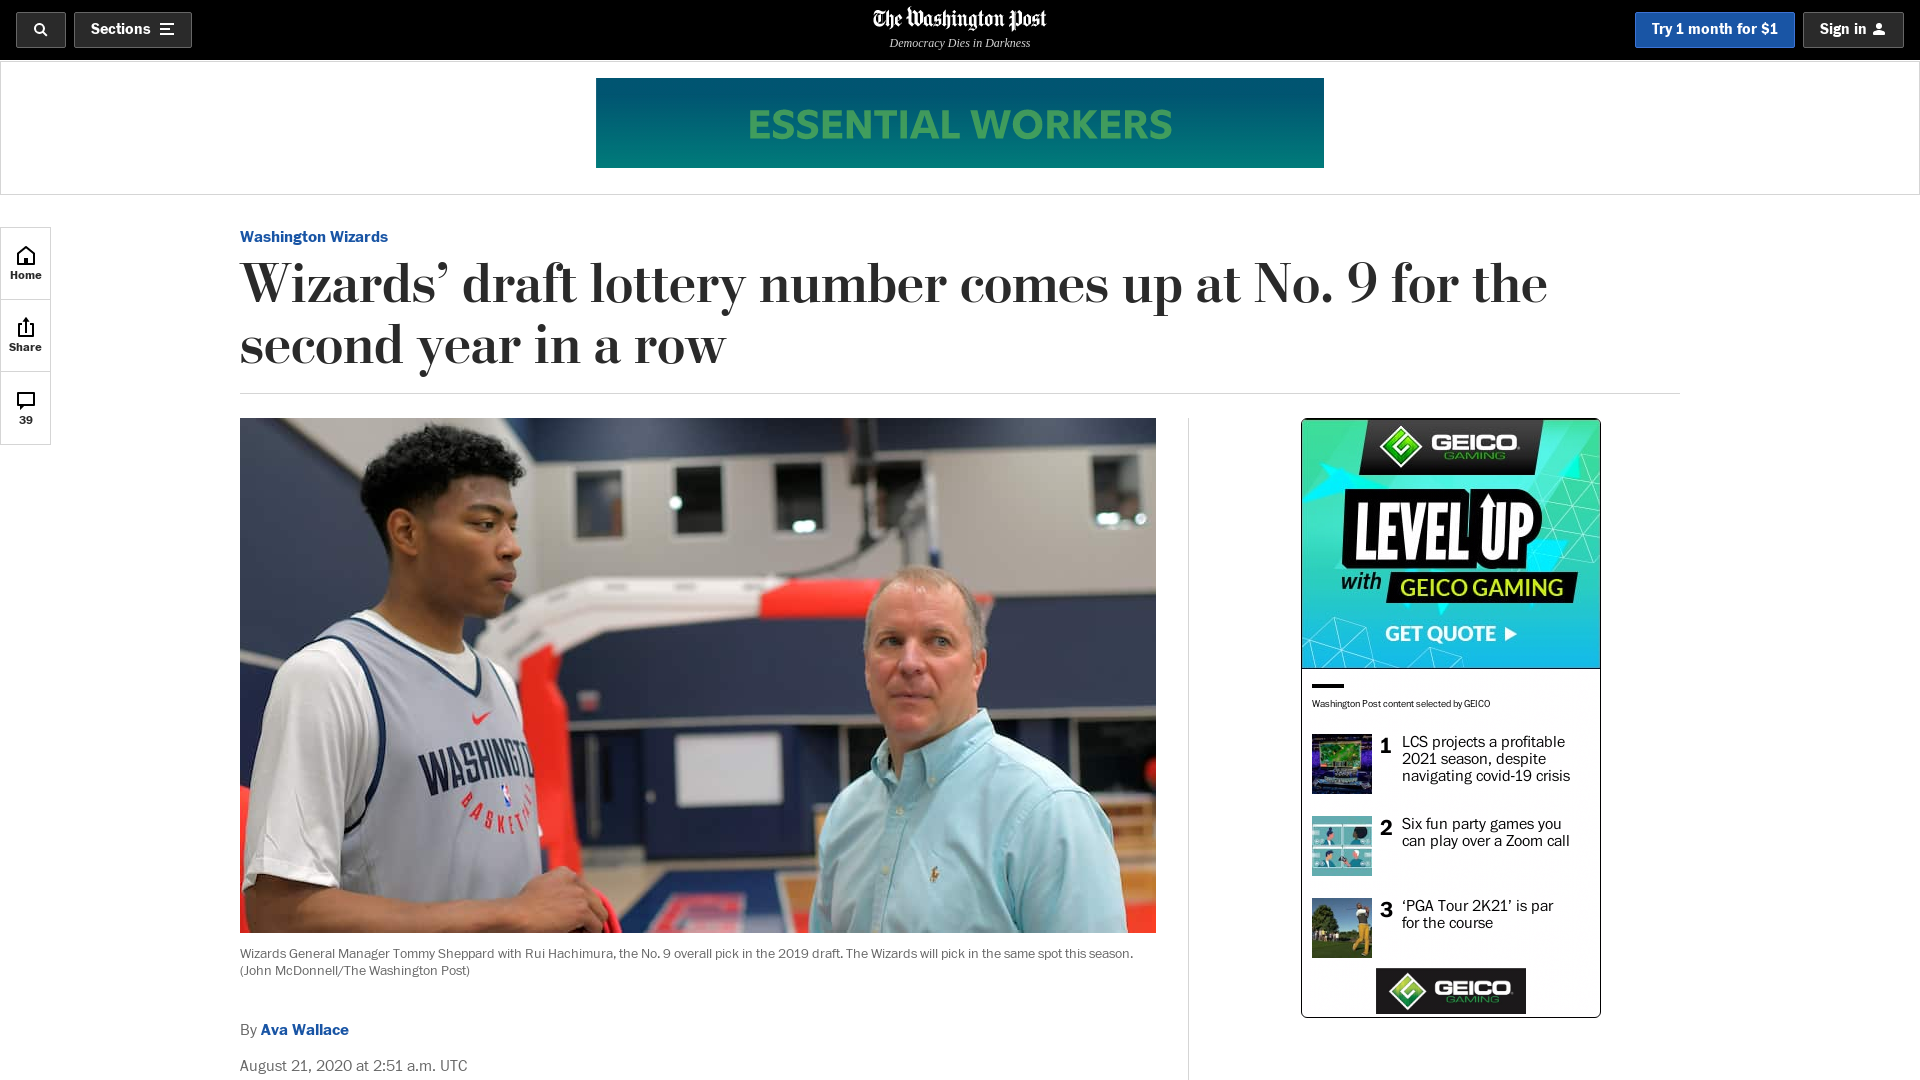 Sections
The Washington Post
Democracy Dies in Darkness
Try 1 month for $1
Sign in
ESSENTIAL WORKERS
Home
Share
39
Washington Wizards
Wizards’ draft lottery number comes up at No. 9 for the
second year in a row
WASHINGTO
BASKET
Wizards General Manager Tommy Sheppard with Rui Hachimura, the No. 9 overall pick in the 2019 draft. The Wizards will pick in the same spot this season.
(John McDonnell/The Washington Post)
By Ava Wallace
August 21, 2020 at 2:51 a.m. UTC
GEICO
GAMING
LEVEL UP
with GEICO GAMING
GET QUOTE
Washington Post content selected by GEICO
1 LCS projects a profitable
2021 season, despite
navigating covid-19 crisis
2 Six fun party games you
can play over a Zoom call
3 ‘PGA Tour 2K21’ is par
for the course
GEICO
GAMING